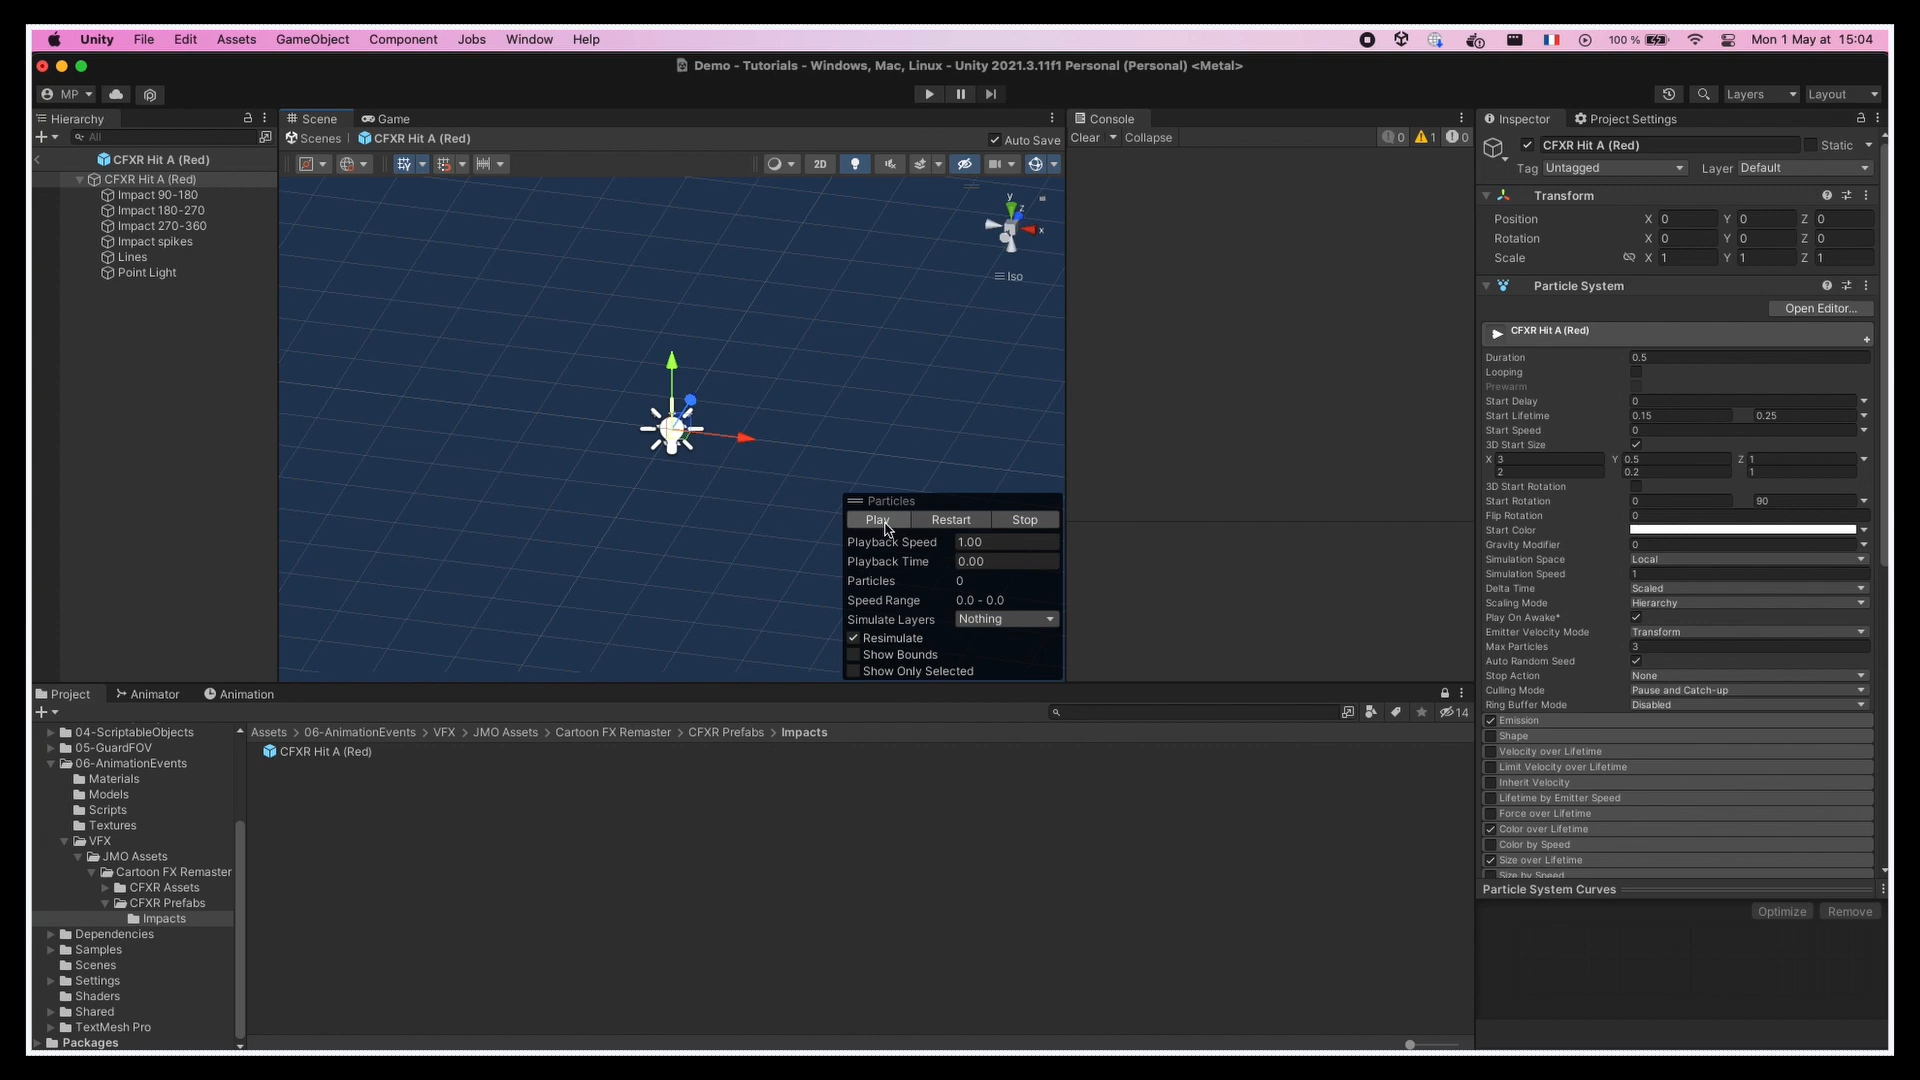 Unity File Edit Assets GameObject Component Jobs Window Help 100 % Mon 1 May at 15:04
Demo - Tutorials - Windows, Mac, Linux - Unity 2021.3.11f1 Personal (Personal) <Metal>
MP Layers Layout
Hierarchy
All
CFXR Hit A (Red)
CFXR Hit A (Red)
Impact 90-180
Impact 180-270
Impact 270-360
Impact spikes
Lines
Point Light
Scene Game
Scenes CFXR Hit A (Red) Auto Save
2D
y
z
x
Iso
Particles
Play Restart Stop
Playback Speed 1.00
Playback Time 0.00
Particles 0
Speed Range 0.0 - 0.0
Simulate Layers Nothing
Resimulate
Show Bounds
Show Only Selected
Console
Clear Collapse 0 1 0
Inspector Project Settings
CFXR Hit A (Red) Static
Tag Untagged Layer Default
Transform
Position X 0 Y 0 Z 0
Rotation X 0 Y 0 Z 0
Scale X 1 Y 1 Z 1
Particle System
Open Editor...
CFXR Hit A (Red)
Duration 0.5
Looping
Prewarm
Start Delay 0
Start Lifetime 0.15 0.25
Start Speed 0
3D Start Size
X 3 Y 0.5 Z 1
2 0.2 1
3D Start Rotation
Start Rotation 0 90
Flip Rotation 0
Start Color
Gravity Modifier 0
Simulation Space Local
Simulation Speed 1
Delta Time Scaled
Scaling Mode Hierarchy
Play On Awake*
Emitter Velocity Mode Transform
Max Particles 3
Auto Random Seed
Stop Action None
Culling Mode Pause and Catch-up
Ring Buffer Mode Disabled
Emission
Shape
Velocity over Lifetime
Limit Velocity over Lifetime
Inherit Velocity
Lifetime by Emitter Speed
Force over Lifetime
Color over Lifetime
Color by Speed
Size over Lifetime
Size by Speed
Particle System Curves
Optimize Remove
Project Animator Animation
14
04-ScriptableObjects
05-GuardFOV
06-AnimationEvents
Materials
Models
Scripts
Textures
VFX
JMO Assets
Cartoon FX Remaster
CFXR Assets
CFXR Prefabs
Impacts
Dependencies
Samples
Scenes
Settings
Shaders
Shared
TextMesh Pro
Packages
Assets > 06-AnimationEvents > VFX > JMO Assets > Cartoon FX Remaster > CFXR Prefabs > Impacts
CFXR Hit A (Red)